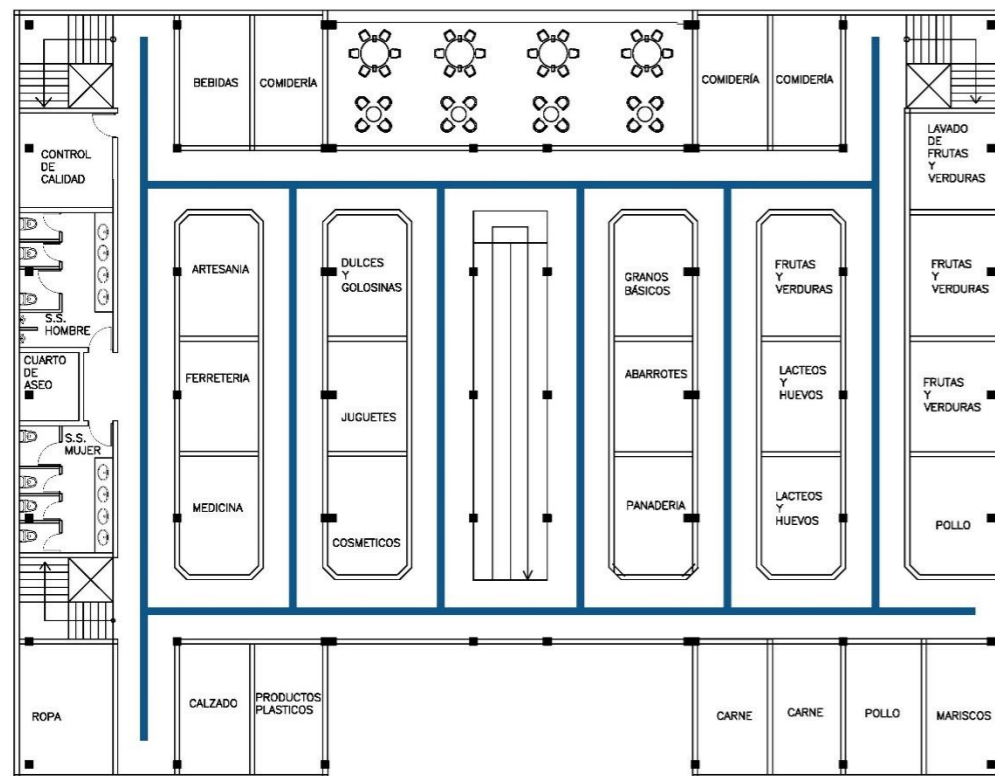 BEBIDAS
COMIDERÍA
COMIDERÍA
COMIDERÍA
CONTROL
DE
CALIDAD
LAVADO
DE
FRUTAS
Y
VERDURAS
ARTESANIA
DULCES
Y
GOLOSINAS
GRANOS
BÁSICOS
FRUTAS
Y
VERDURAS
FRUTAS
Y
VERDURAS
S.S.
HOMBRE
CUARTO
DE
ASEO
FERRETERIA
JUGUETES
ABARROTES
LACTEOS
Y
HUEVOS
FRUTAS
Y
VERDURAS
S.S.
MUJER
MEDICINA
COSMETICOS
PANADERIA
LACTEOS
Y
HUEVOS
POLLO
ROPA
CALZADO
PRODUCTOS
PLASTICOS
CARNE
CARNE
POLLO
MARISCOS